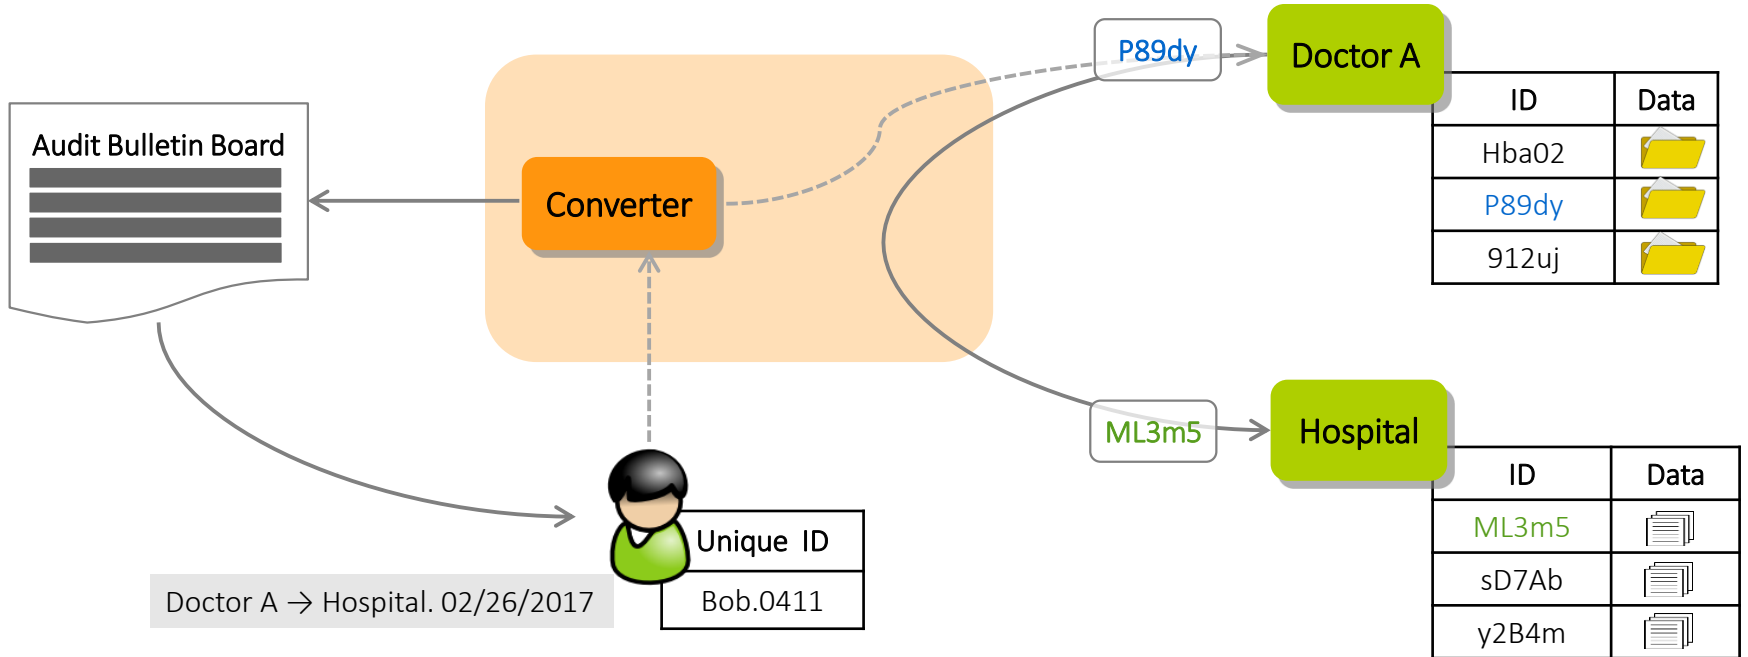 P89dy
Doctor A
ID Data
Hba02
P89dy
912uj
Audit Bulletin Board
Converter
ML3m5
Hospital
ID Data
ML3m5
sD7Ab
y2B4m
Unique ID
Bob.0411
Doctor A → Hospital. 02/26/2017